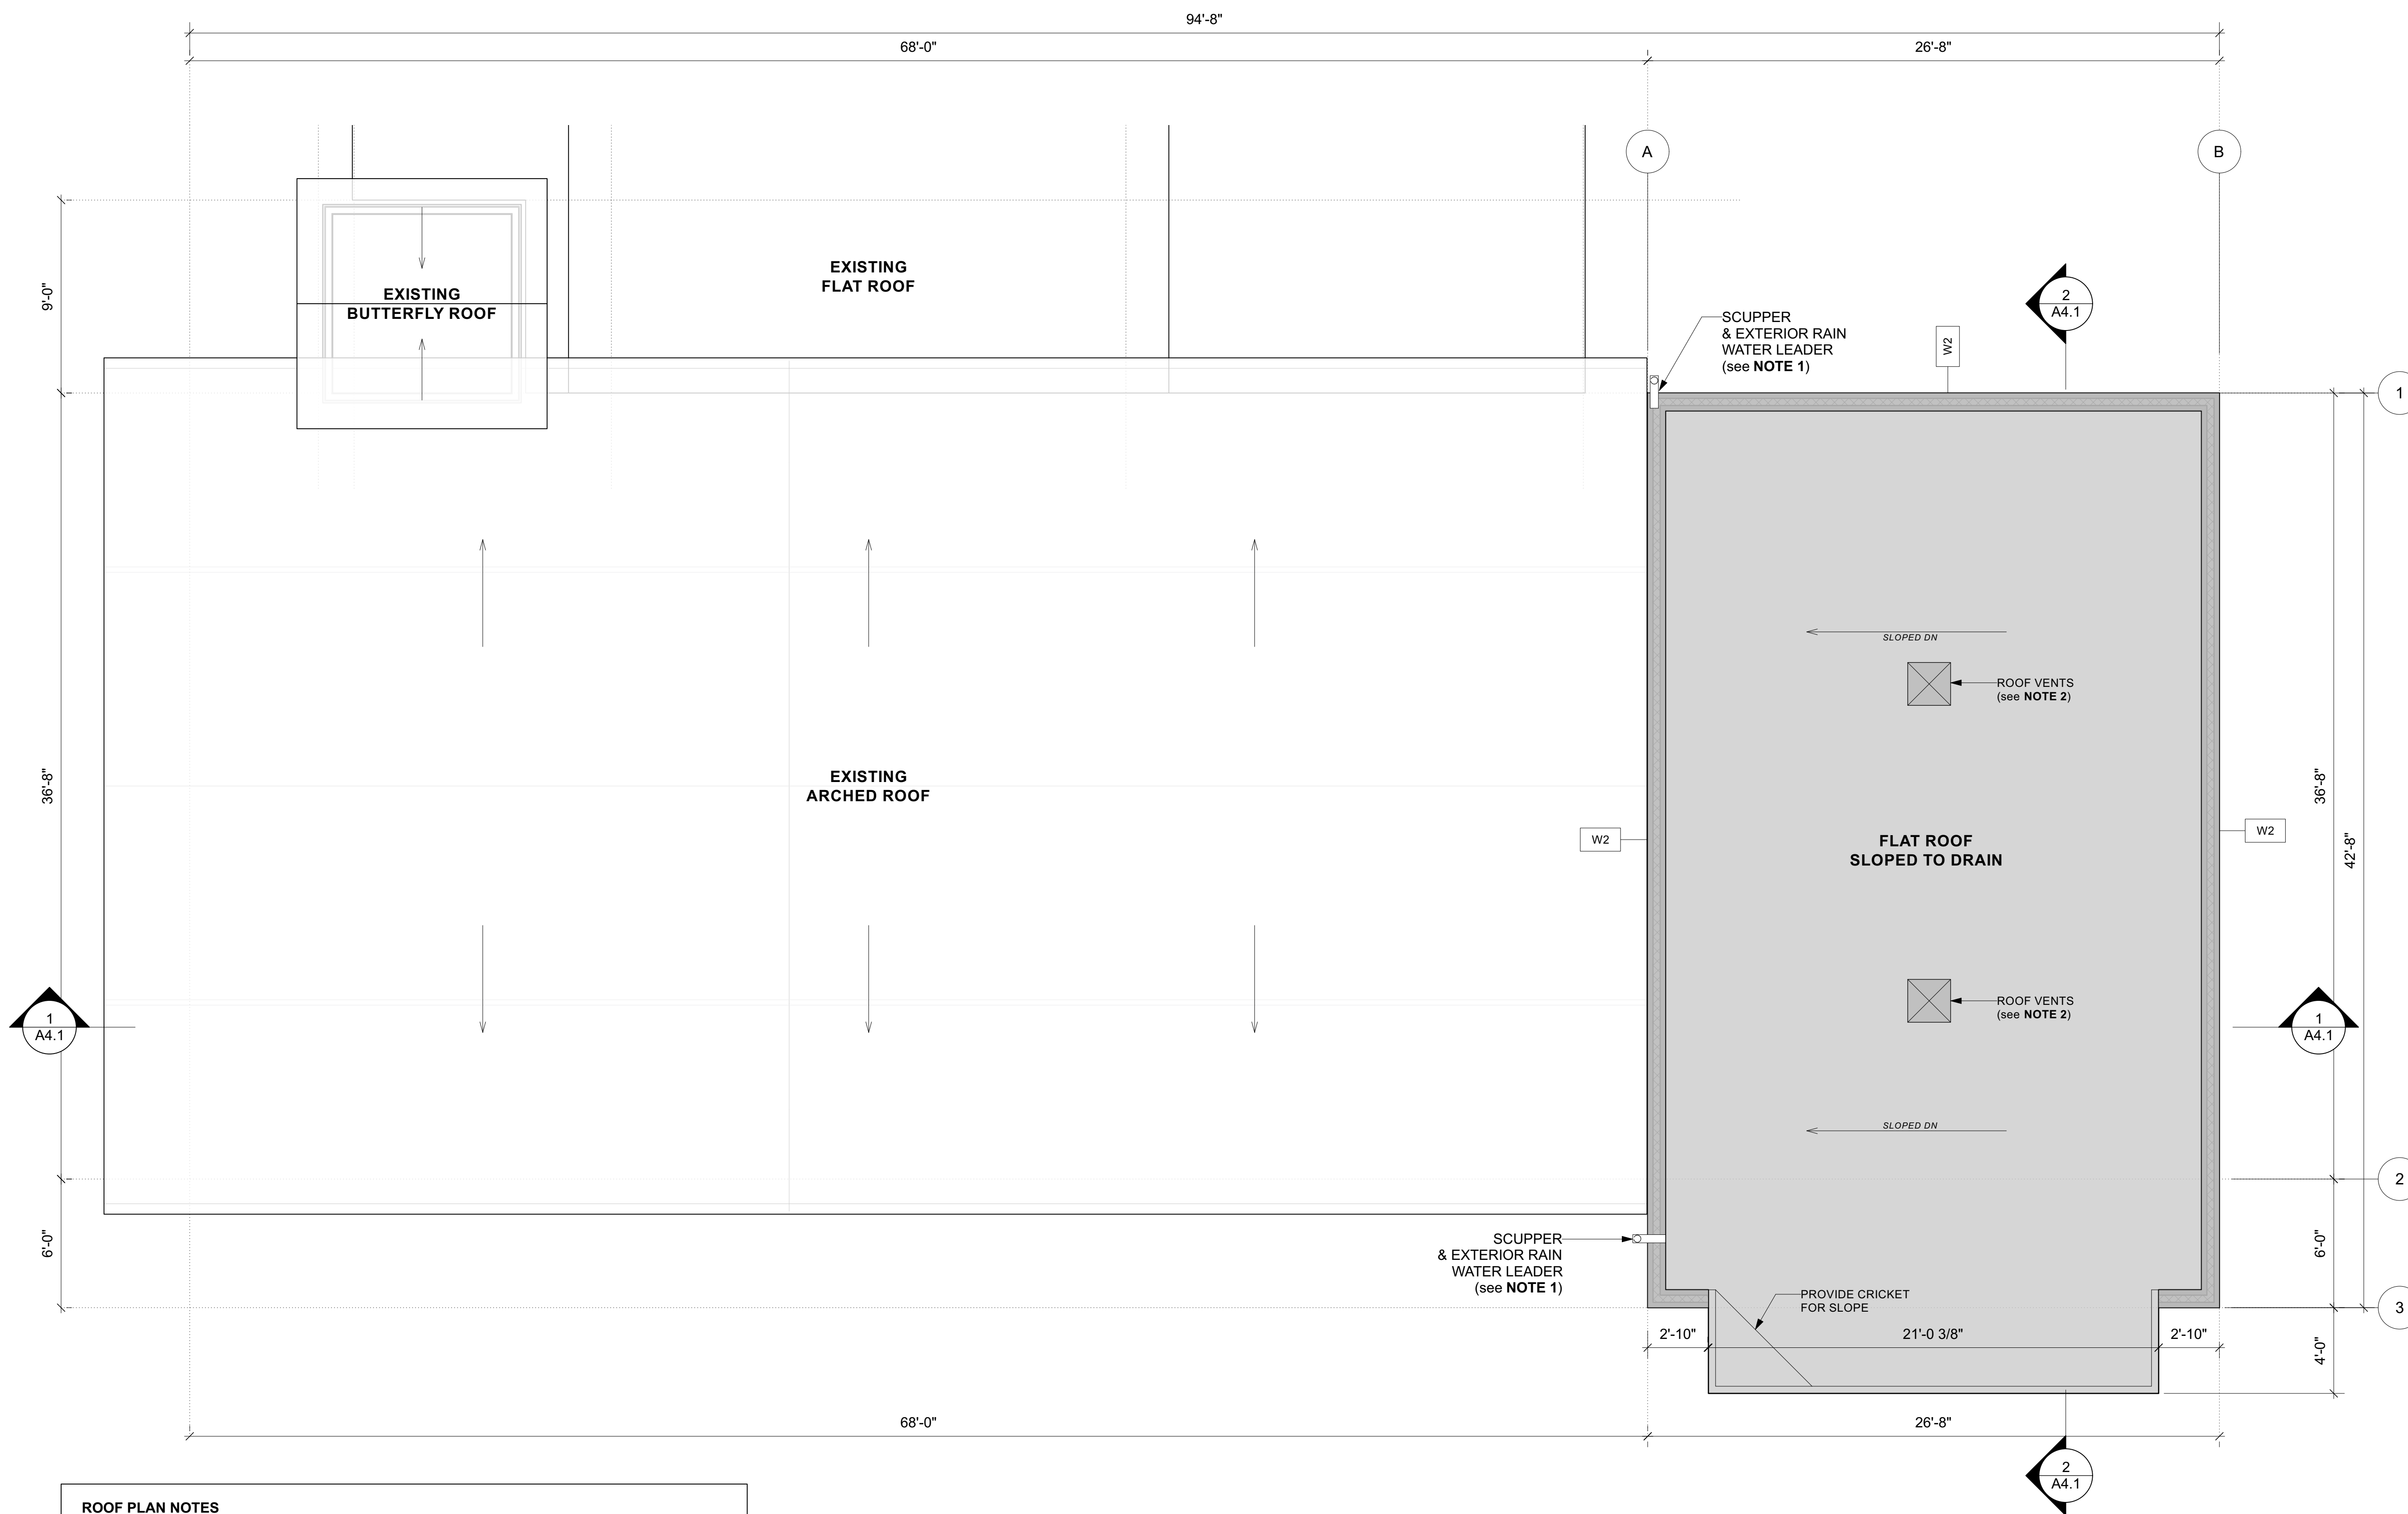 94'-8"
68'-0"
26'-8"
A
B
9'-0"
EXISTING
BUTTERFLY ROOF
EXISTING
FLAT ROOF
SCUPPER
& EXTERIOR RAIN
WATER LEADER
(see NOTE 1)
W2
2
A4.1
1
SLOPED DN
ROOF VENTS
(see NOTE 2)
36'-8"
EXISTING
ARCHED ROOF
36'-8"
W2
FLAT ROOF
SLOPED TO DRAIN
W2
42'-8"
1
A4.1
ROOF VENTS
(see NOTE 2)
1
A4.1
SLOPED DN
2
6'-0"
SCUPPER
& EXTERIOR RAIN
WATER LEADER
(see NOTE 1)
6'-0"
PROVIDE CRICKET
FOR SLOPE
3
2'-10"
21'-0 3/8"
2'-10"
4'-0"
68'-0"
26'-8"
2
A4.1
ROOF PLAN NOTES